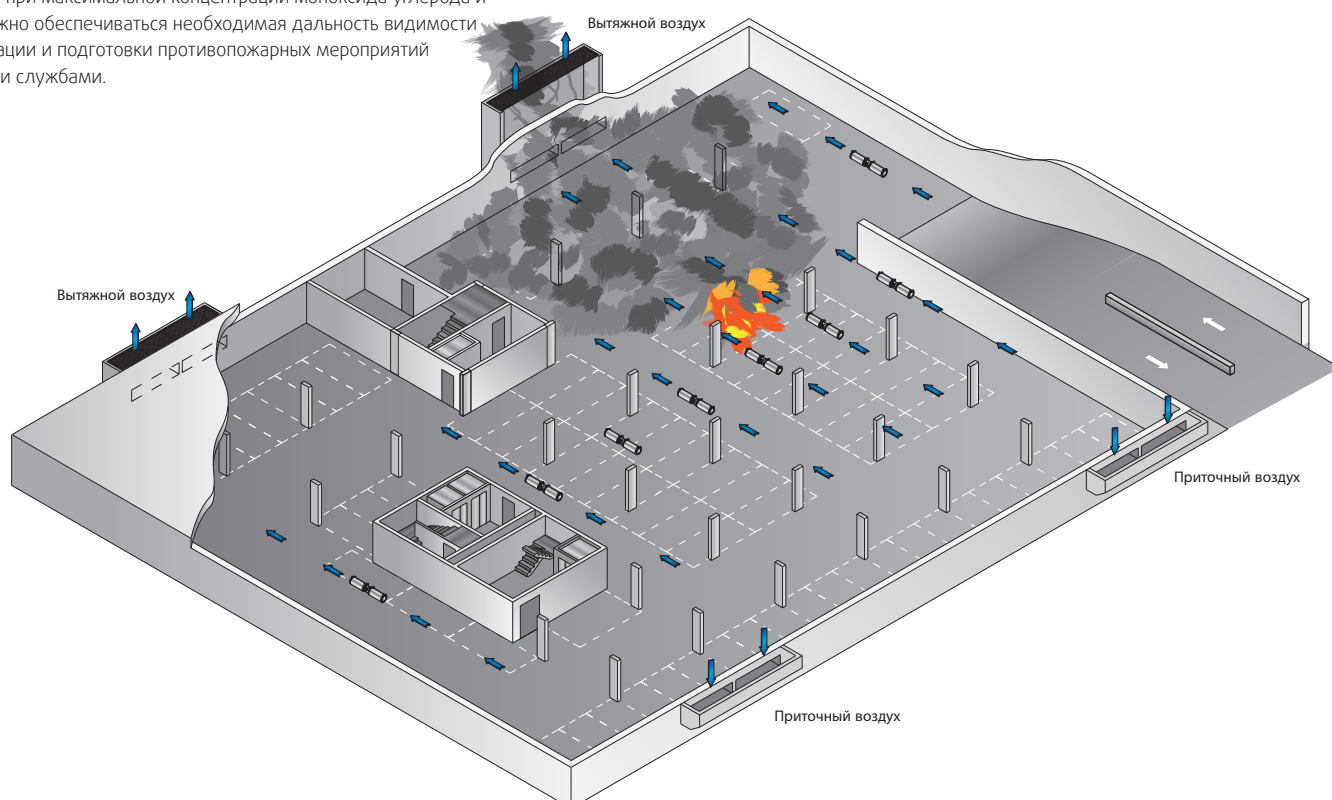 при максимальной концентрации моноксида углерода и
жно обеспечиваться необходимая дальность видимости
ации и подготовки противопожарных мероприятий
и службами.
Вытяжной воздух
Вытяжной воздух
Приточный воздух
Приточный воздух